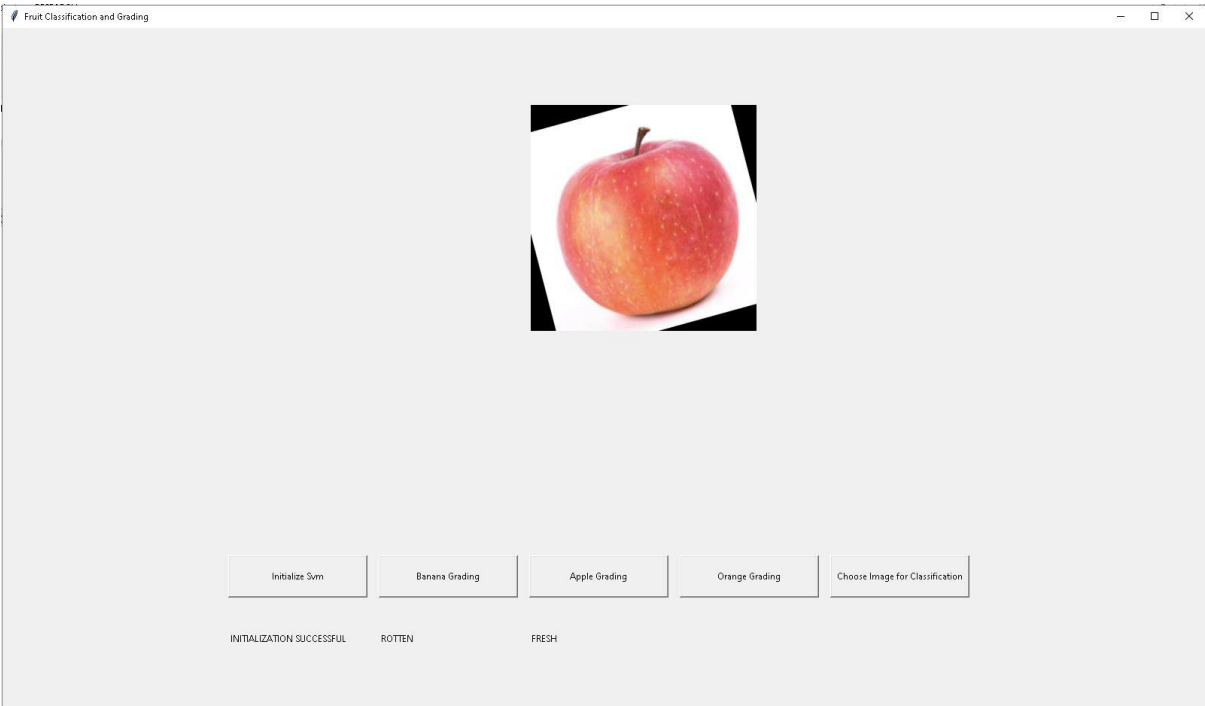 Fruit Classification and Grading
Initialize Svm
Banana Grading
Apple Grading
Orange Grading
Choose Image for Classification
INITIALIZATION SUCCESSFUL
ROTTEN
FRESH